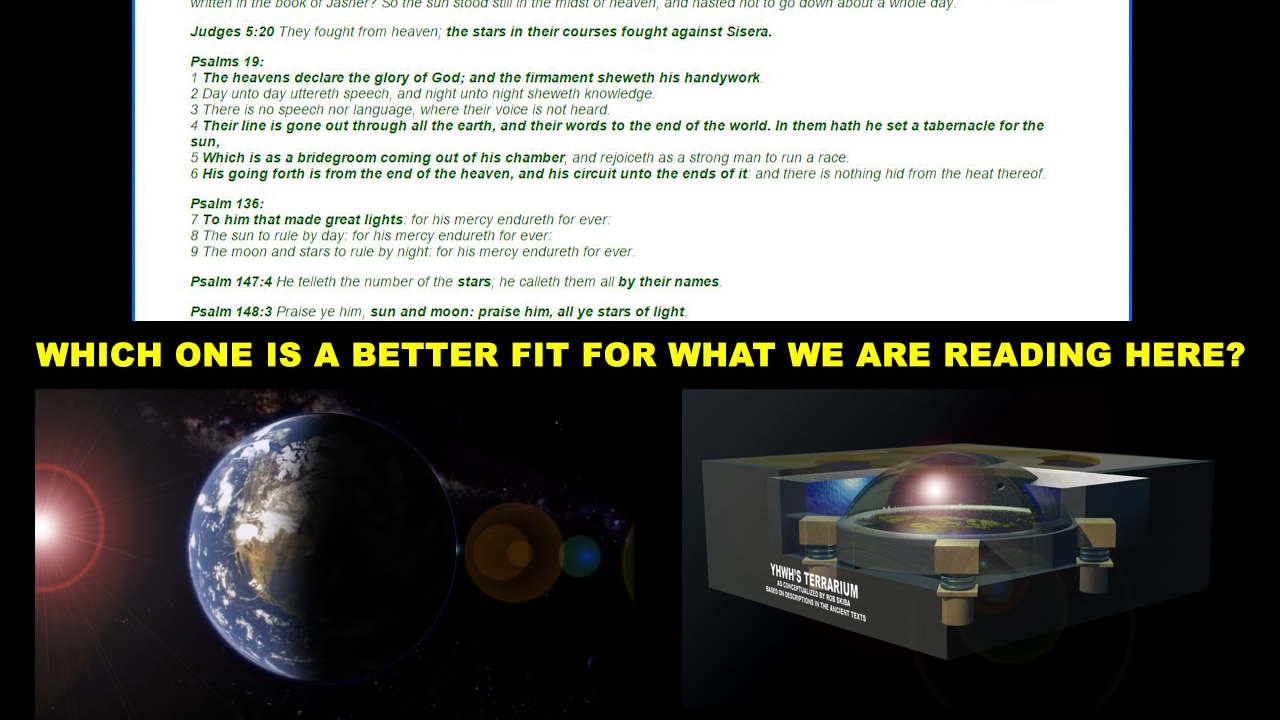 written in the book of Jasher? So the sun stood still in the midst of heaven, and hasted not to go down about a whole day.
Judges 5:20 They fought from heaven; the stars in their courses fought against Sisera.
Psalms 19:
1 The heavens declare the glory of God; and the firmament sheweth his handywork.
2 Day unto day uttereth speech, and night unto night sheweth knowledge.
3 There is no speech nor language, where their voice is not heard.
4 Their line is gone out through all the earth, and their words to the end of the world. In them hath he set a tabernacle for the
sun,
5 Which is as a bridegroom coming out of his chamber, and rejoiceth as a strong man to run a race.
6 His going forth is from the end of the heaven, and his circuit unto the ends of it: and there is nothing hid from the heat thereof.
Psalm 136:
7 To him that made great lights: for his mercy endureth for ever:
8 The sun to rule by day: for his mercy endureth for ever:
9 The moon and stars to rule by night: for his mercy endureth for ever.
Psalm 147:4 He telleth the number of the stars; he calleth them all by their names.
Psalm 148:3 Praise ye him, sun and moon: praise him, all ye stars of light.
WHICH ONE IS A BETTER FIT FOR WHAT WE ARE READING HERE?
YHWH'S TERRARIUM
AS CONCEPTUALIZED BY ROB SKIBA
BASED ON DESCRIPTIONS IN THE ANCIENT TEXTS